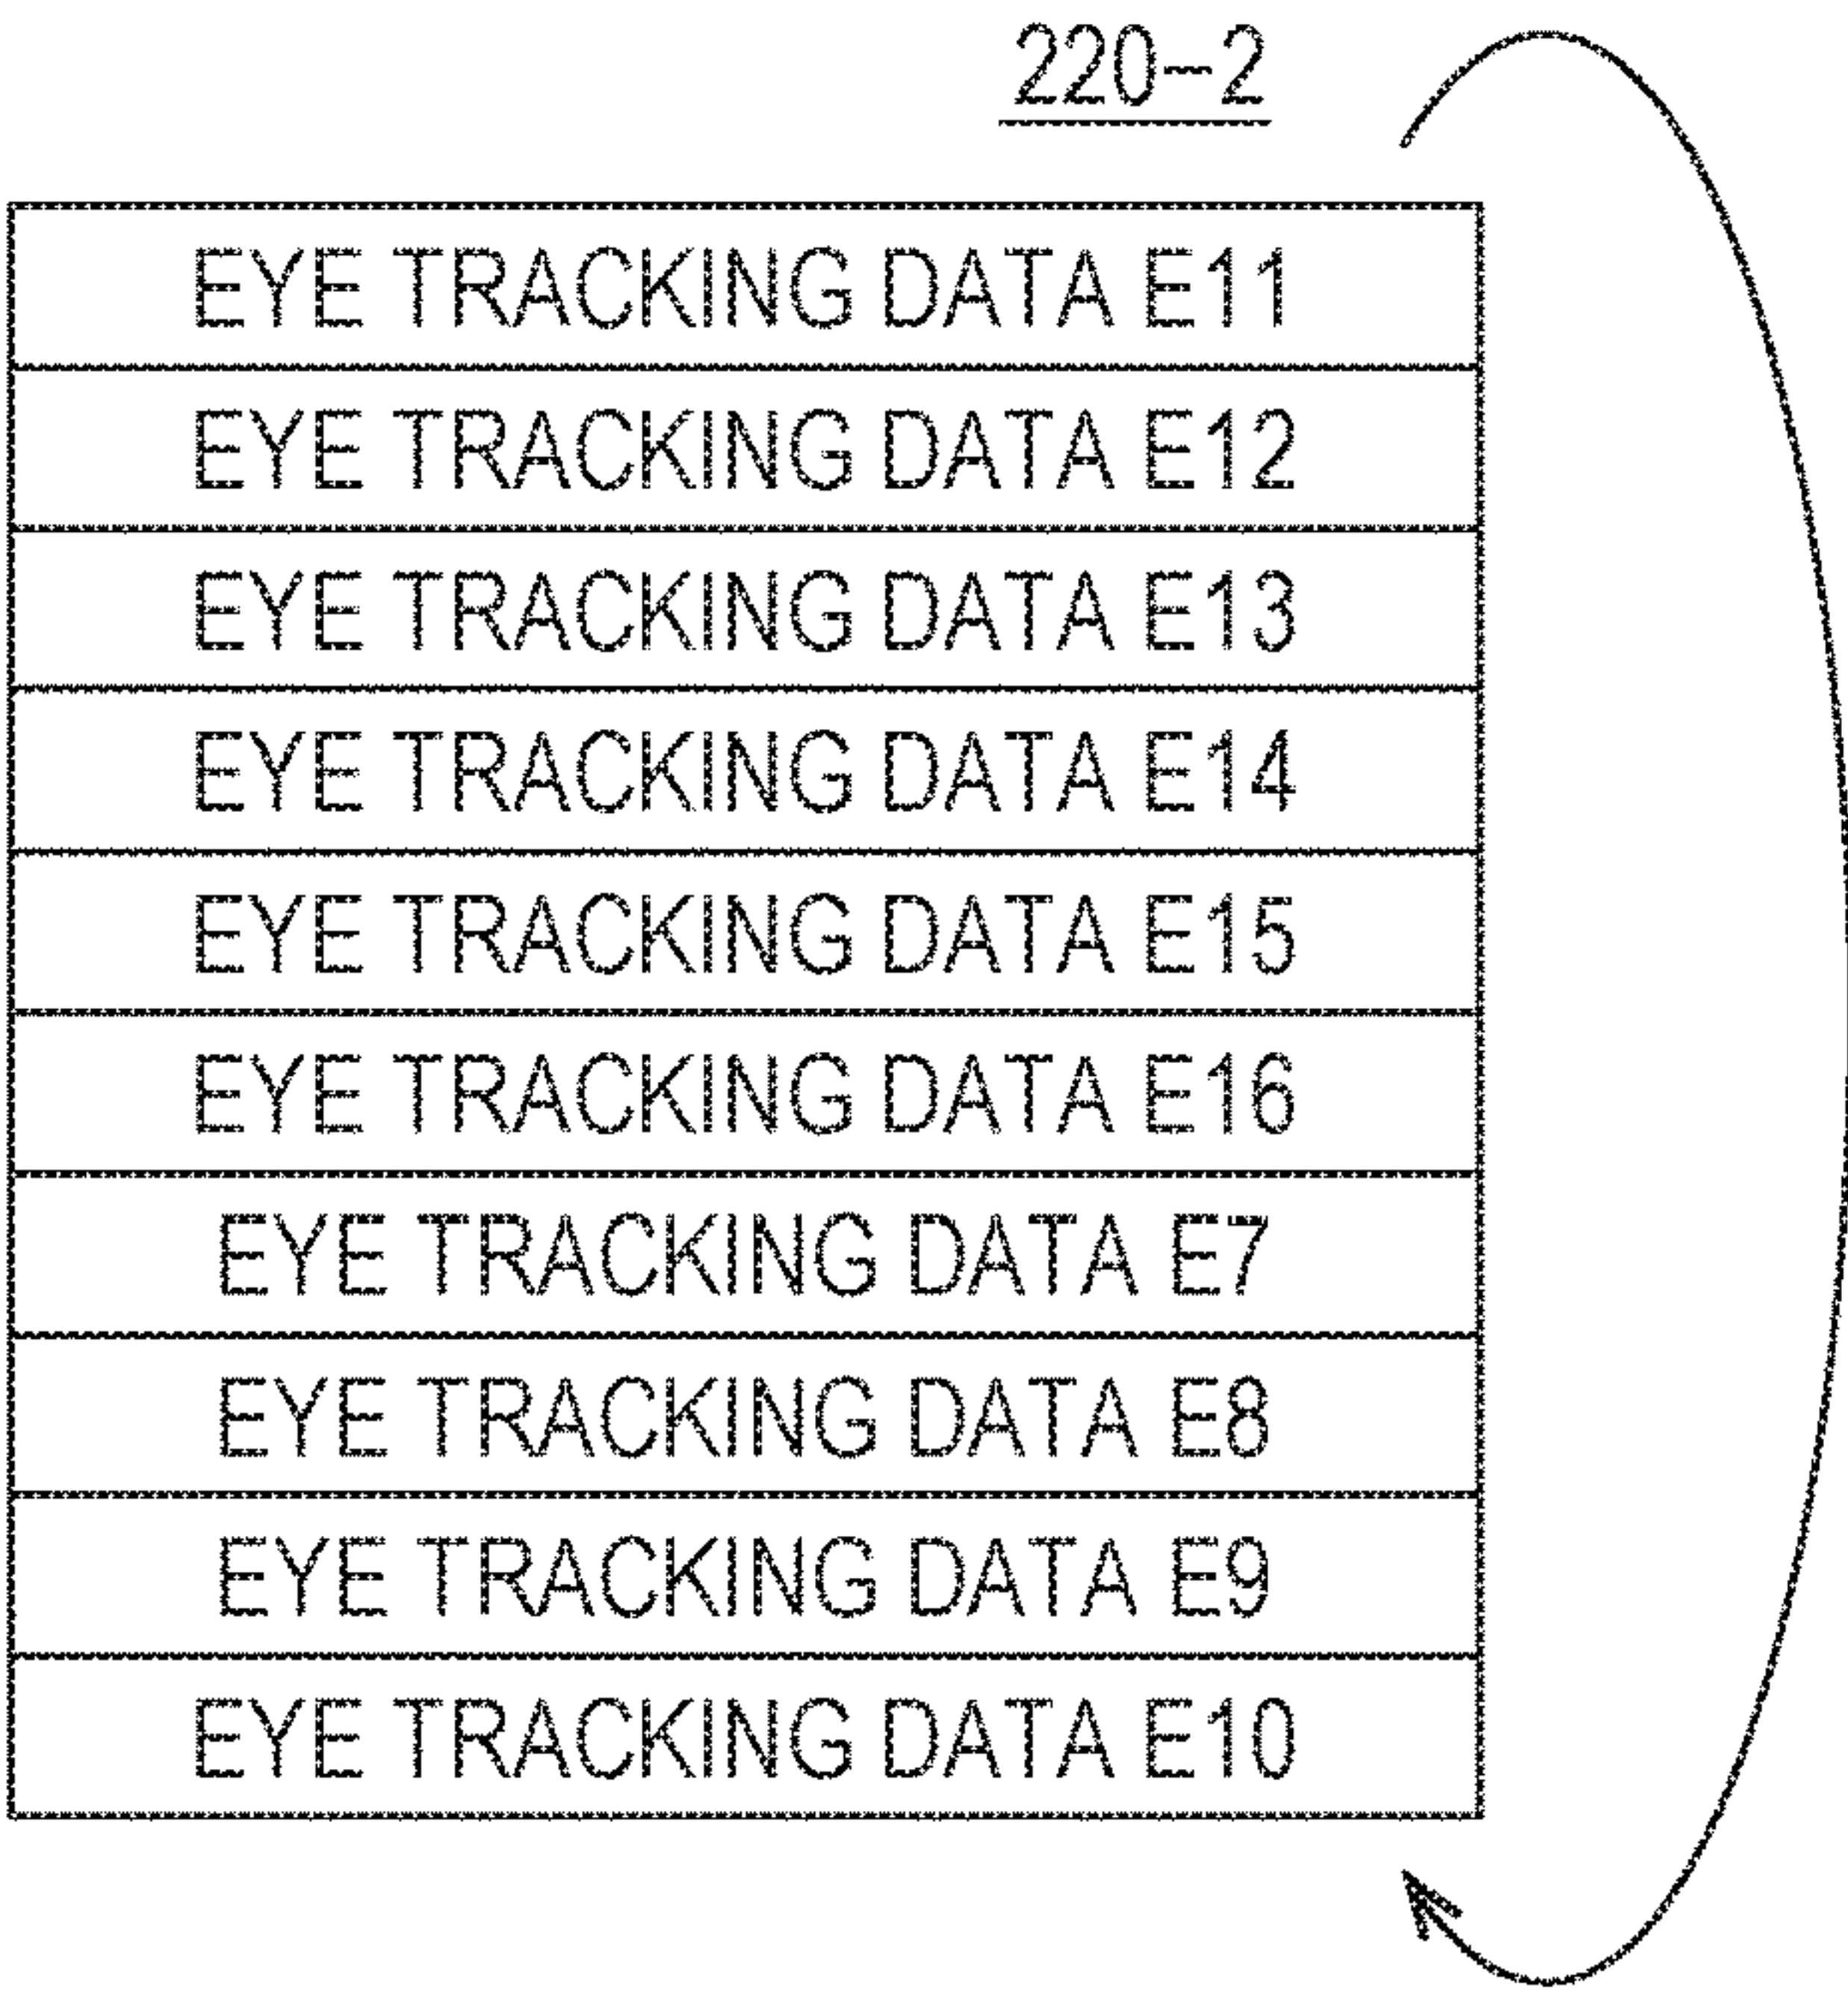 220-2
EYE TRACKING DATA E11
EYE TRACKING DATA E12
EYE TRACKING DATA E13
EYE TRACKING DATA E14
EYE TRACKING DATA E15
EYE TRACKING DATA E16
EYE TRACKING DATA E7
EYE TRACKING DATA E8
EYE TRACKING DATA E9
EYE TRACKING DATA E10